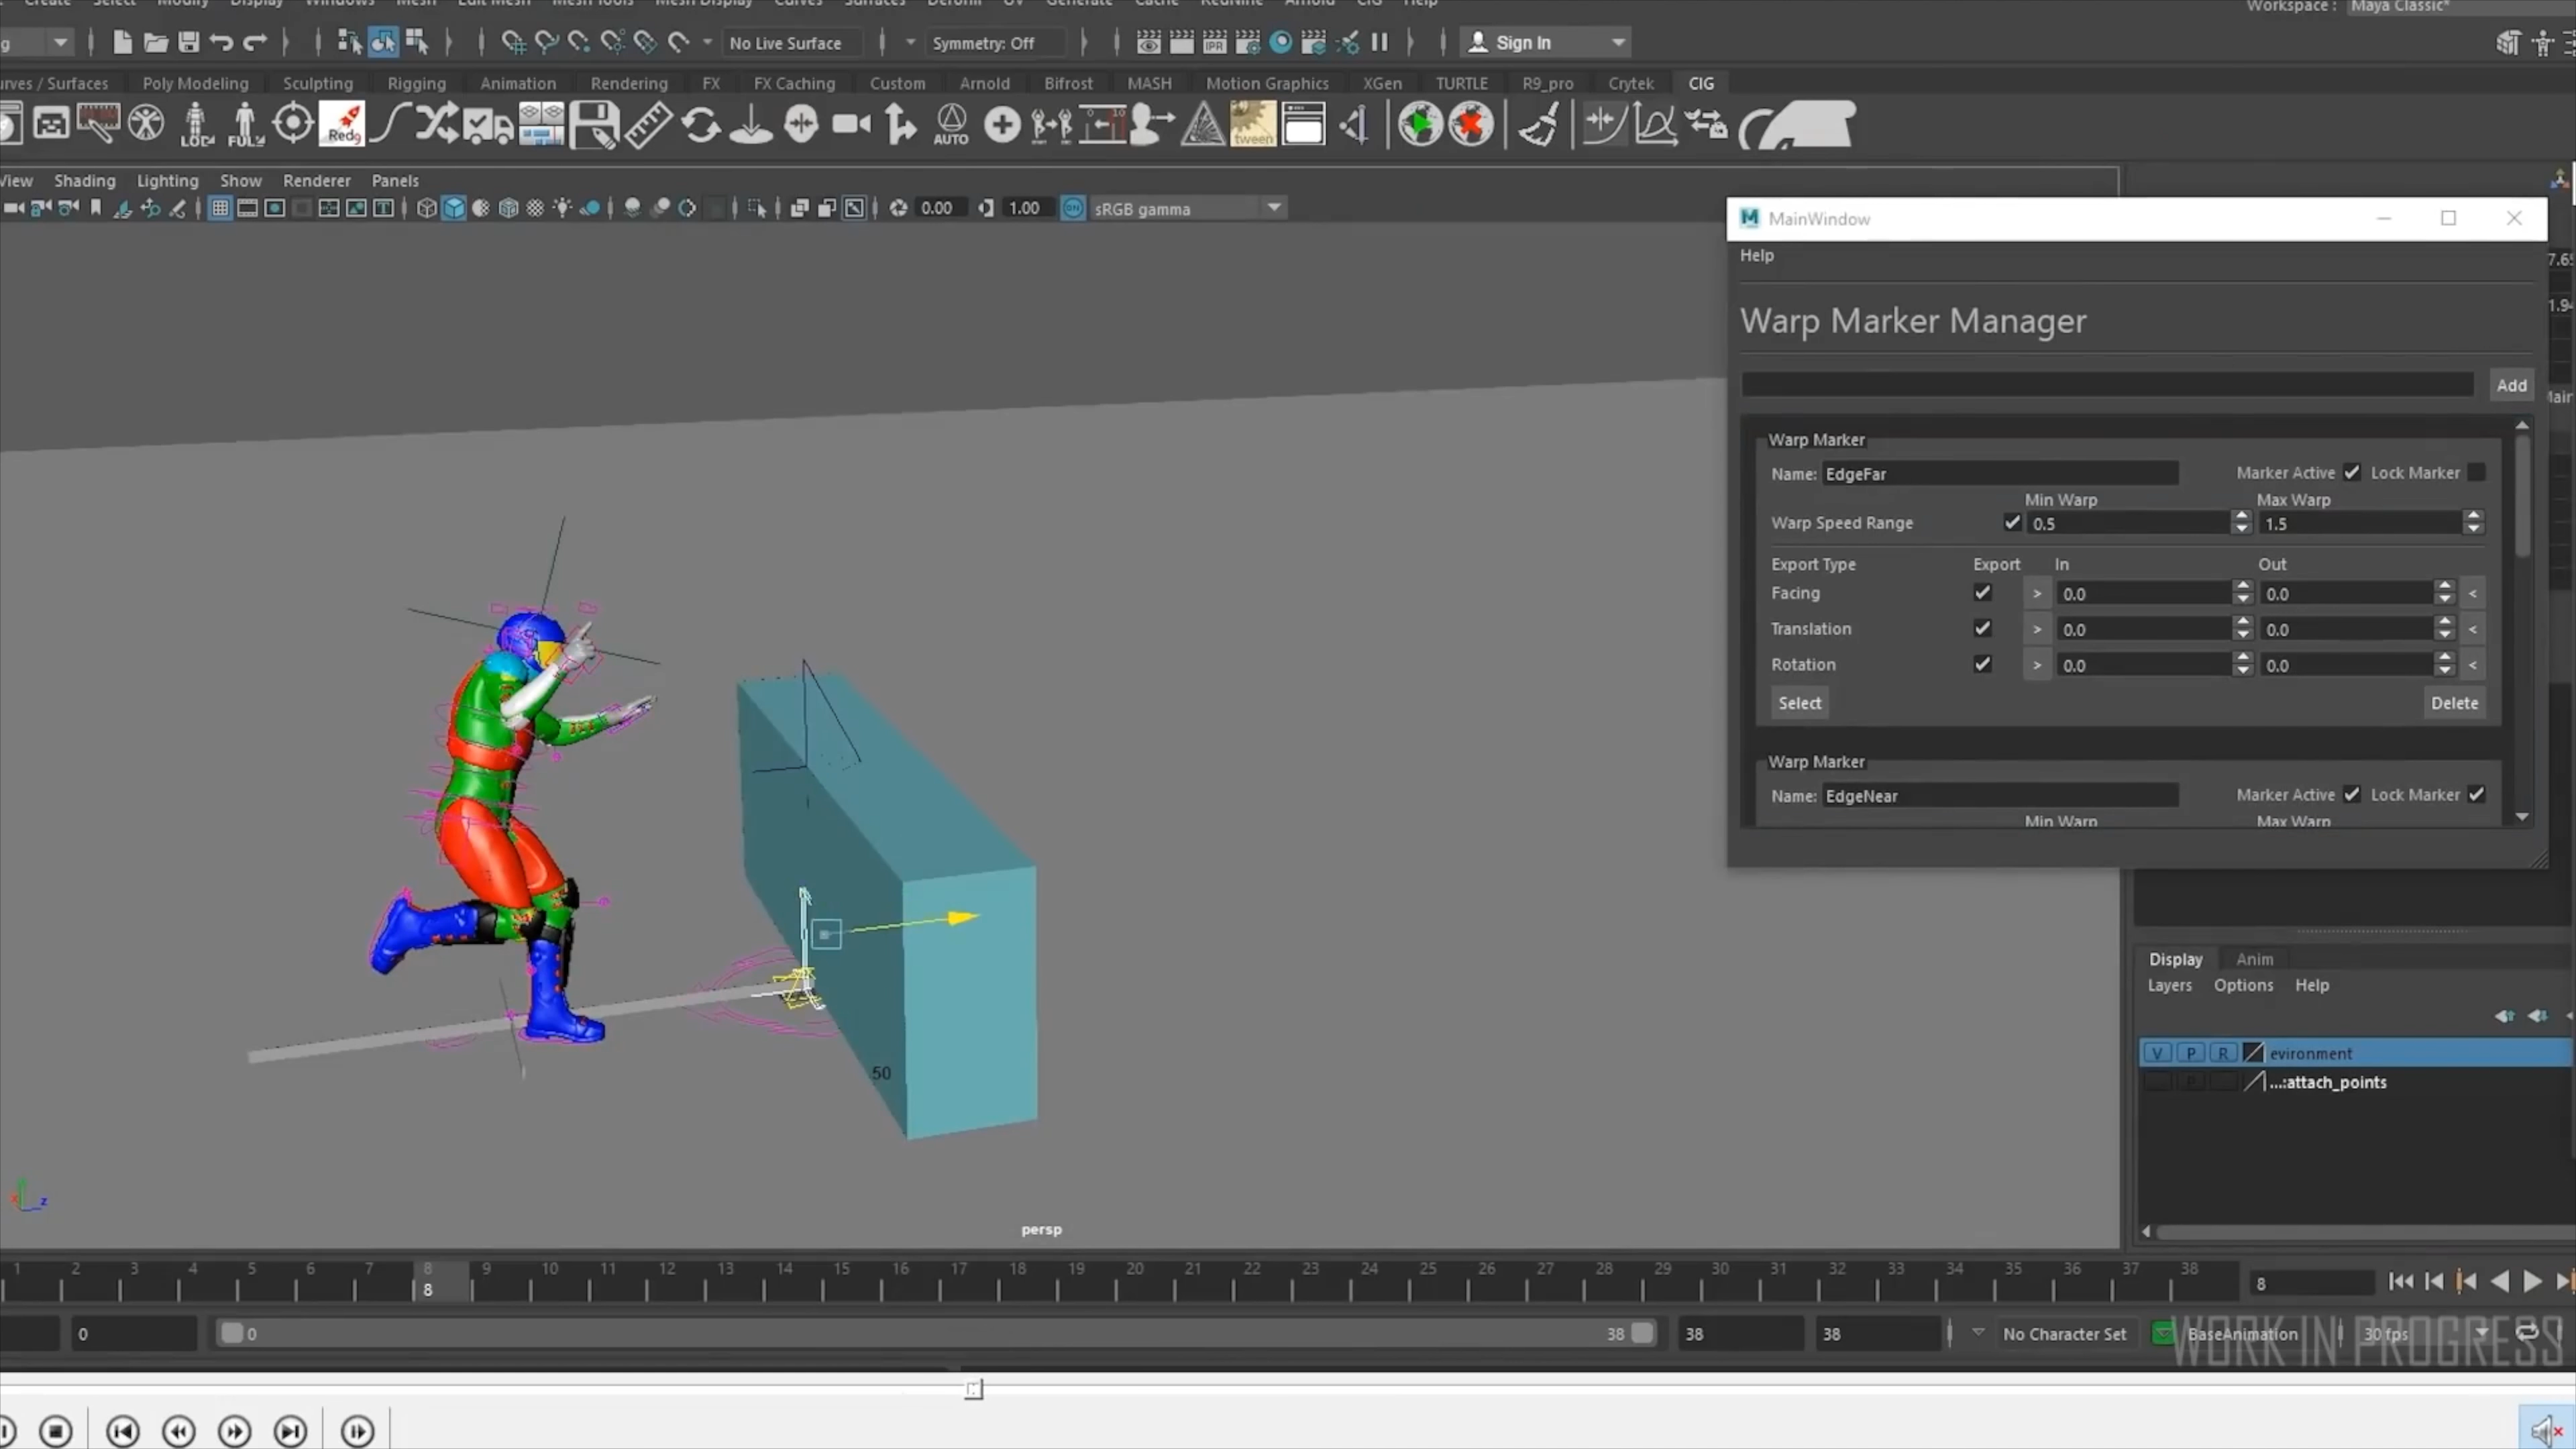 Create Select Modify Display Windows Mesh Edit Mesh Mesh Tools Mesh Display Curves Surfaces Deform UV Generate Cache RedNine Arnold CIG Help
Workspace : Maya Classic*
No Live Surface
Symmetry: Off
Sign In
urves / Surfaces Poly Modeling Sculpting Rigging Animation Rendering FX FX Caching Custom Arnold Bifrost MASH Motion Graphics XGen TURTLE R9_pro Crytek CIG
IPR
Red9
LOC
FUL
AUTO
tween
View Shading Lighting Show Renderer Panels
0.00 1.00 ON sRGB gamma
MainWindow
Help
Warp Marker Manager
Add
Warp Marker
Name: EdgeFar Marker Active Lock Marker
Min Warp Max Warp
Warp Speed Range 0.5 1.5
Export Type Export In Out
Facing > 0.0 0.0 <
Translation > 0.0 0.0 <
Rotation > 0.0 0.0 <
Select Delete
Warp Marker
Name: EdgeNear Marker Active Lock Marker
Min Warp Max Warp
50
persp
z
Display Anim
Layers Options Help
V P R evironment
P ...:attach_points
1 2 3 4 5 6 7 8 9 10 11 12 13 14 15 16 17 18 19 20 21 22 23 24 25 26 27 28 29 30 31 32 33 34 35 36 37 38
8
8
0 0 38 38 38 No Character Set BaseAnimation 30 fps
WORK IN PROGRESS